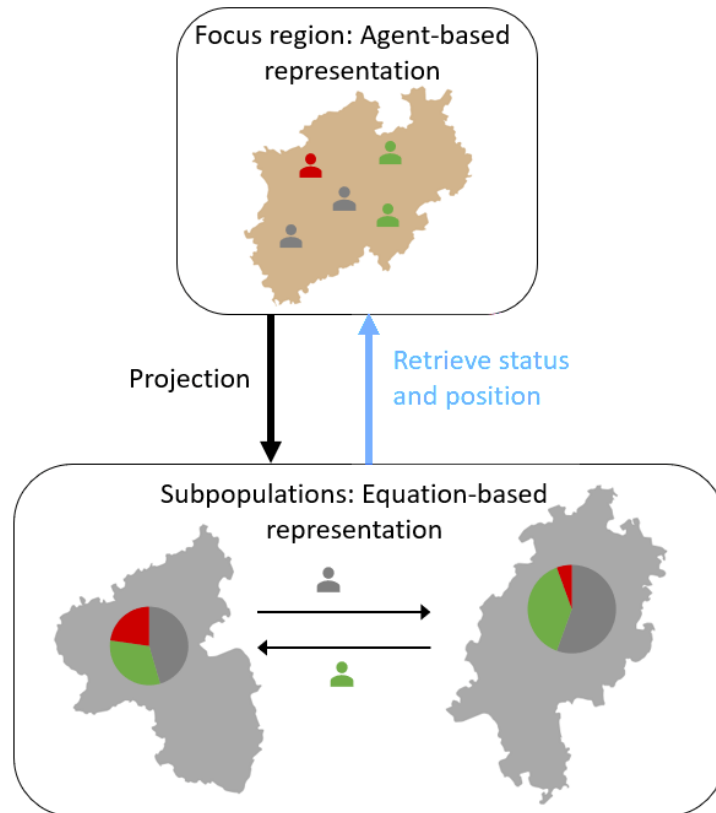 Focus region: Agent-based
representation
Projection
Retrieve status
and position
Subpopulations: Equation-based
representation